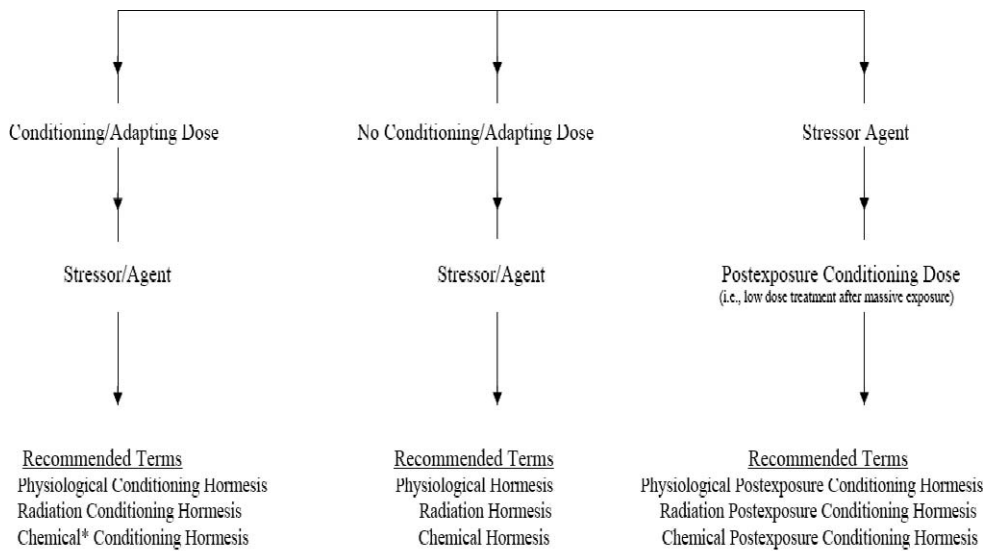 Conditioning/Adapting Dose
Stressor/Agent
Recommended Terms
Physiological Conditioning Hormesis
Radiation Conditioning Hormesis
Chemical* Conditioning Hormesis
No Conditioning/Adapting Dose
Stressor/Agent
Recommended Terms
Physiological Hormesis
Radiation Hormesis
Chemical Hormesis
Stressor Agent
Postexposure Conditioning Dose
(i.e., low dose treatment after massive exposure)
Recommended Terms
Physiological Postexposure Conditioning Hormesis
Radiation Postexposure Conditioning Hormesis
Chemical Postexposure Conditioning Hormesis